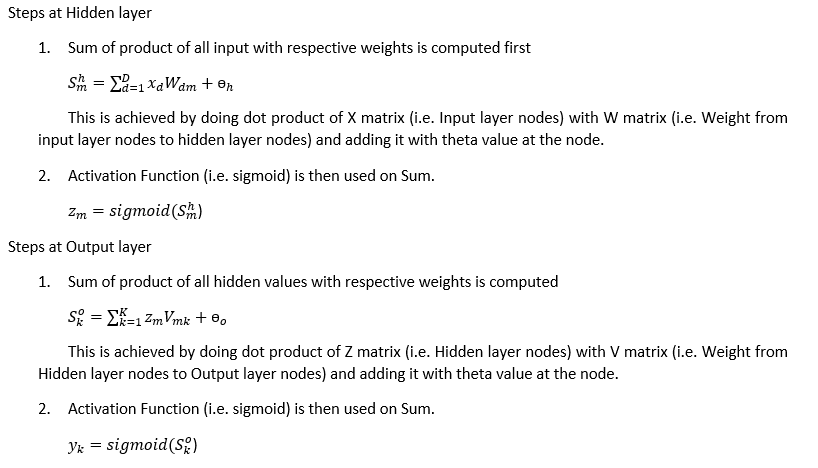 Steps at Hidden layer
1. Sum of product of all input with respective weights is computed first
S_m^h = ∑_{d=1}^D x_d W_{dm} + ɵ_h
This is achieved by doing dot product of X matrix (i.e. Input layer nodes) with W matrix (i.e. Weight from
input layer nodes to hidden layer nodes) and adding it with theta value at the node.
2. Activation Function (i.e. sigmoid) is then used on Sum.
z_m = sigmoid(S_m^h)
Steps at Output layer
1. Sum of product of all hidden values with respective weights is computed
S_k^o = ∑_{k=1}^K z_m V_{mk} + ɵ_o
This is achieved by doing dot product of Z matrix (i.e. Hidden layer nodes) with V matrix (i.e. Weight from
Hidden layer nodes to Output layer nodes) and adding it with theta value at the node.
2. Activation Function (i.e. sigmoid) is then used on Sum.
y_k = sigmoid(S_k^o)